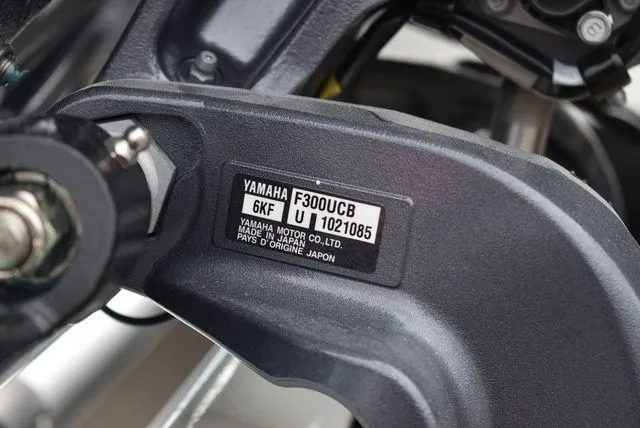 YAMAHA F300UCB
6KF U 1021085
YAMAHA MOTOR CO.,LTD.
MADE IN JAPAN
PAYS D'ORIGINE JAPON